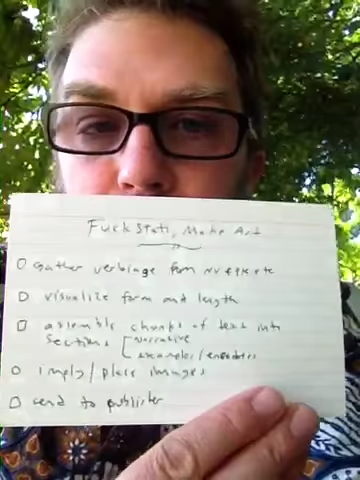 Fuck Stats, Make Art
gather verbiage from
visualize form and length
assemble chunks of text into
sections narrative
examples/
imply/place images
send to publisher